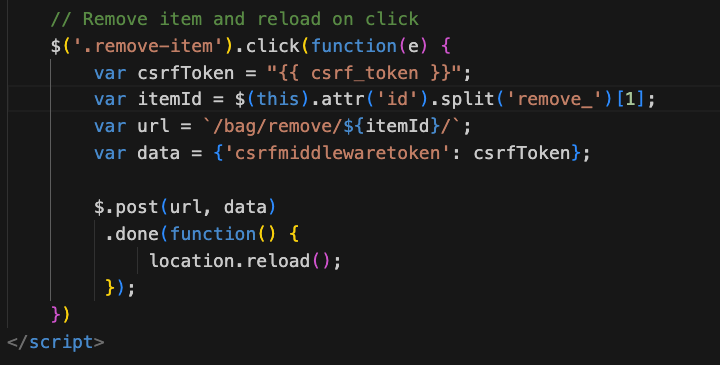 // Remove item and reload on click
$('.remove-item').click(function(e) {
var csrfToken = "{{ csrf_token }}";
var itemId = $(this).attr('id').split('remove_')[1];
var url = `/bag/remove/${itemId}/`;
var data = {'csrfmiddlewaretoken': csrfToken};
$.post(url, data)
.done(function() {
location.reload();
});
})
</script>